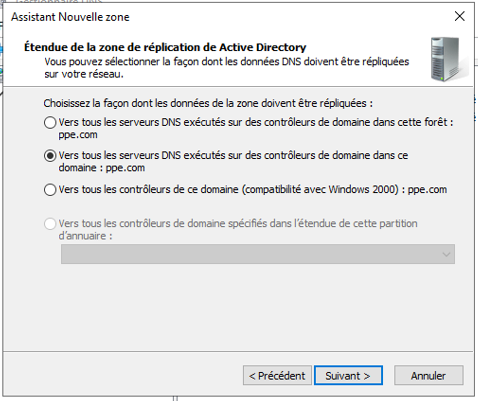 Assistant Nouvelle zone
Étendue de la zone de réplication de Active Directory
Vous pouvez sélectionner la façon dont les données DNS doivent être répliquées
sur votre réseau.
Choisissez la façon dont les données de la zone doivent être répliquées :
Vers tous les serveurs DNS exécutés sur des contrôleurs de domaine dans cette forêt :
ppe.com
Vers tous les serveurs DNS exécutés sur des contrôleurs de domaine dans ce
domaine : ppe.com
Vers tous les contrôleurs de ce domaine (compatibilité avec Windows 2000) : ppe.com
Vers tous les contrôleurs de domaine spécifiés dans l'étendue de cette partition
d'annuaire :
< Précédent
Suivant >
Annuler